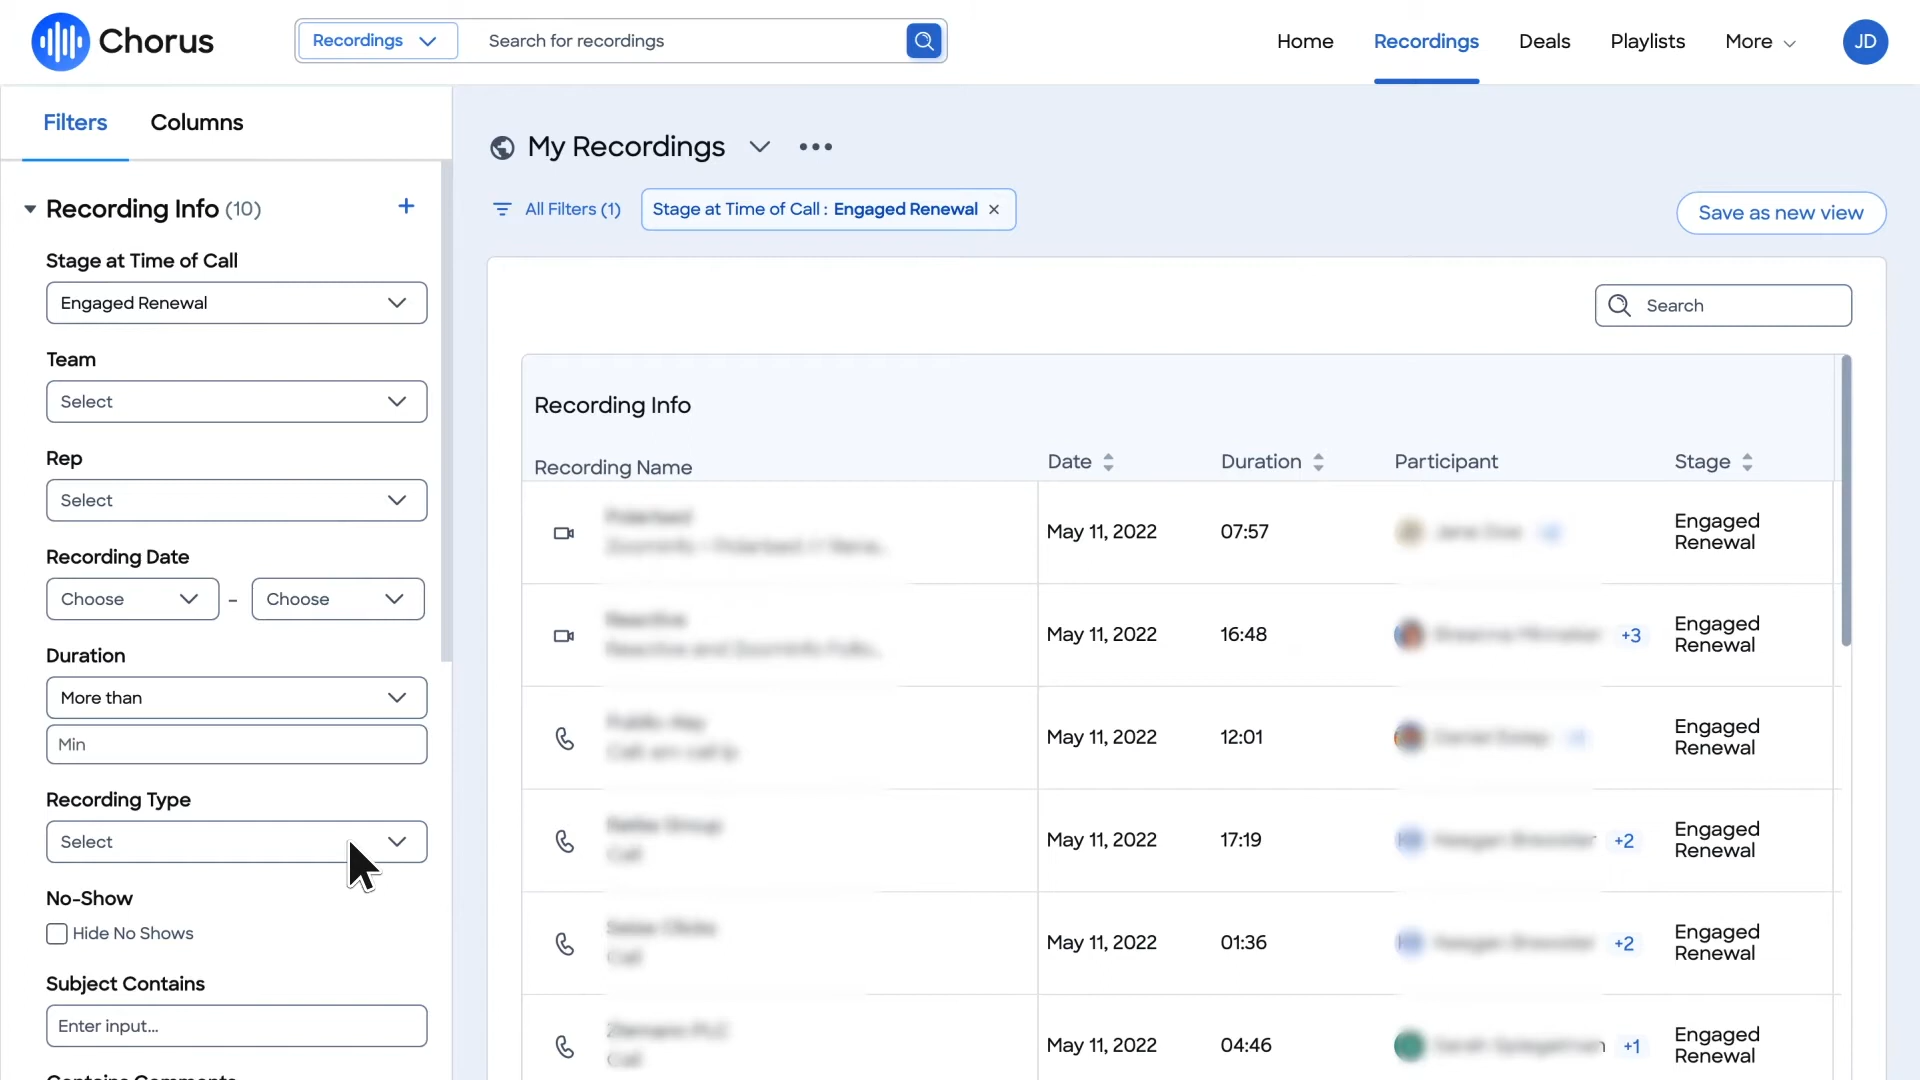 Chorus
Recordings
Search for recordings
Home
Recordings
Deals
Playlists
More
JD
Filters
Columns
Recording Info (10)
+
Stage at Time of Call
Engaged Renewal
Team
Select
Rep
Select
Recording Date
Choose
–
Choose
Duration
More than
Min
Recording Type
Select
No-Show
Hide No Shows
Subject Contains
Enter input...
My Recordings
All Filters (1)
Stage at Time of Call : Engaged Renewal ×
Save as new view
Search
Recording Info
Recording Name
Date
Duration
Participant
Stage
May 11, 2022
07:57
Engaged
Renewal
May 11, 2022
16:48
+3
Engaged
Renewal
May 11, 2022
12:01
Engaged
Renewal
May 11, 2022
17:19
+2
Engaged
Renewal
May 11, 2022
01:36
+2
Engaged
Renewal
May 11, 2022
04:46
+1
Engaged
Renewal